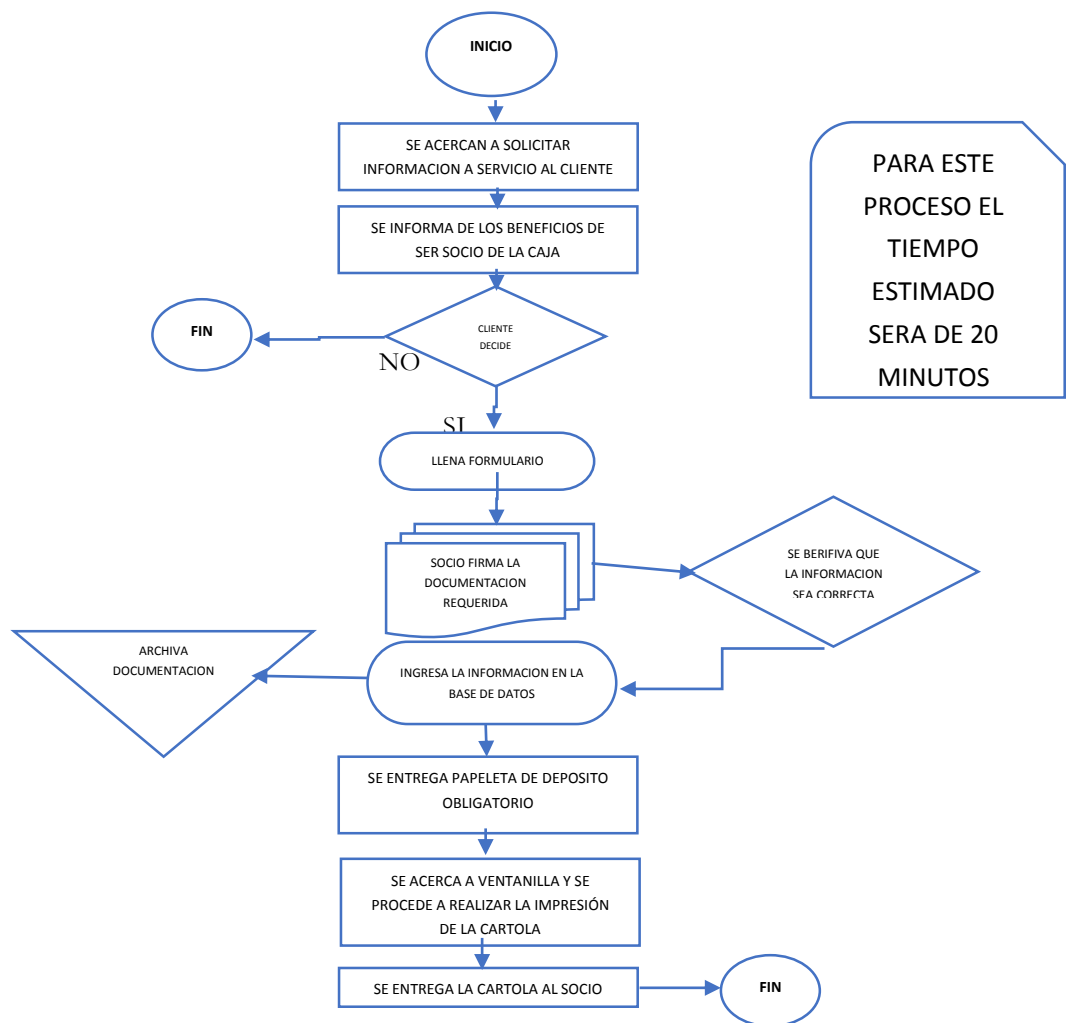 INICIO
SE ACERCAN A SOLICITAR
INFORMACION A SERVICIO AL CLIENTE
PARA ESTE
PROCESO EL
TIEMPO
ESTIMADO
SERA DE 20
MINUTOS
SE INFORMA DE LOS BENEFICIOS DE
SER SOCIO DE LA CAJA
FIN
CLIENTE
DECIDE
NO
SI
LLENA FORMULARIO
SOCIO FIRMA LA
DOCUMENTACION
REQUERIDA
SE BERIFIVA QUE
LA INFORMACION
SEA CORRECTA
ARCHIVA
DOCUMENTACION
INGRESA LA INFORMACION EN LA
BASE DE DATOS
SE ENTREGA PAPELETA DE DEPOSITO
OBLIGATORIO
SE ACERCA A VENTANILLA Y SE
PROCEDE A REALIZAR LA IMPRESIÓN
DE LA CARTOLA
SE ENTREGA LA CARTOLA AL SOCIO
FIN